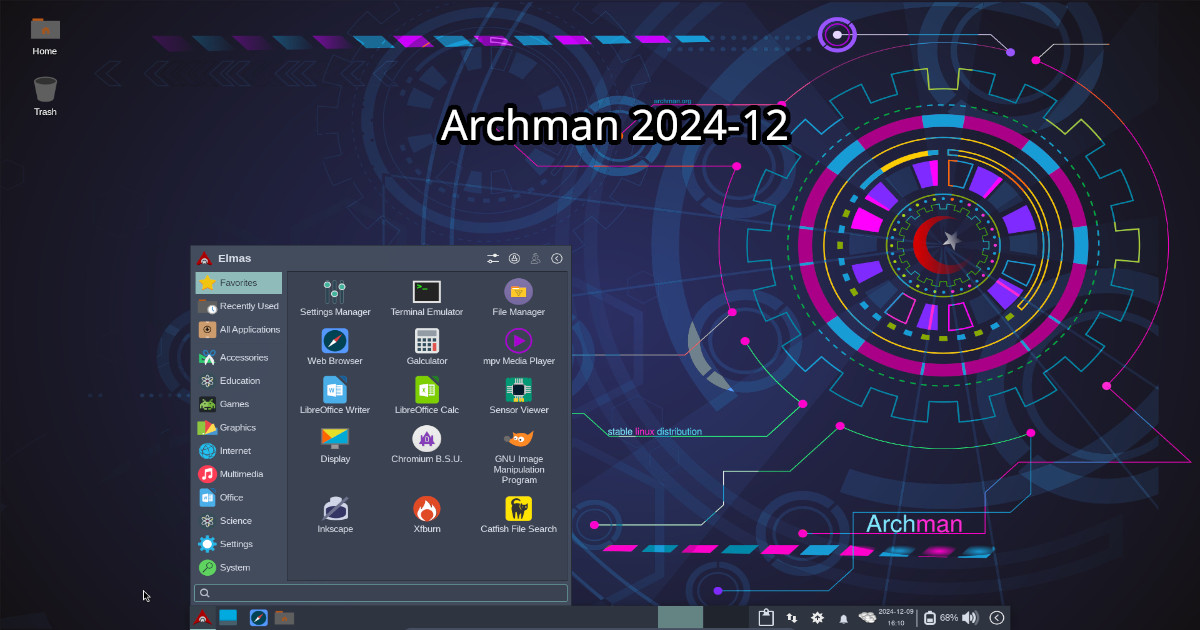 Home
Trash
archman.org
Archman 2024-12
Elmas
Favorites
Recently Used
All Applications
Accessories
Education
Games
Graphics
Internet
Multimedia
Office
Science
Settings
System
Settings Manager
Terminal Emulator
File Manager
Web Browser
Galculator
mpv Media Player
LibreOffice Writer
LibreOffice Calc
Sensor Viewer
Display
Chromium B.S.U.
GNU Image
Manipulation
Program
Inkscape
Xfburn
Catfish File Search
stable linux distribution
Archman
2024-12-09
16:10
68%